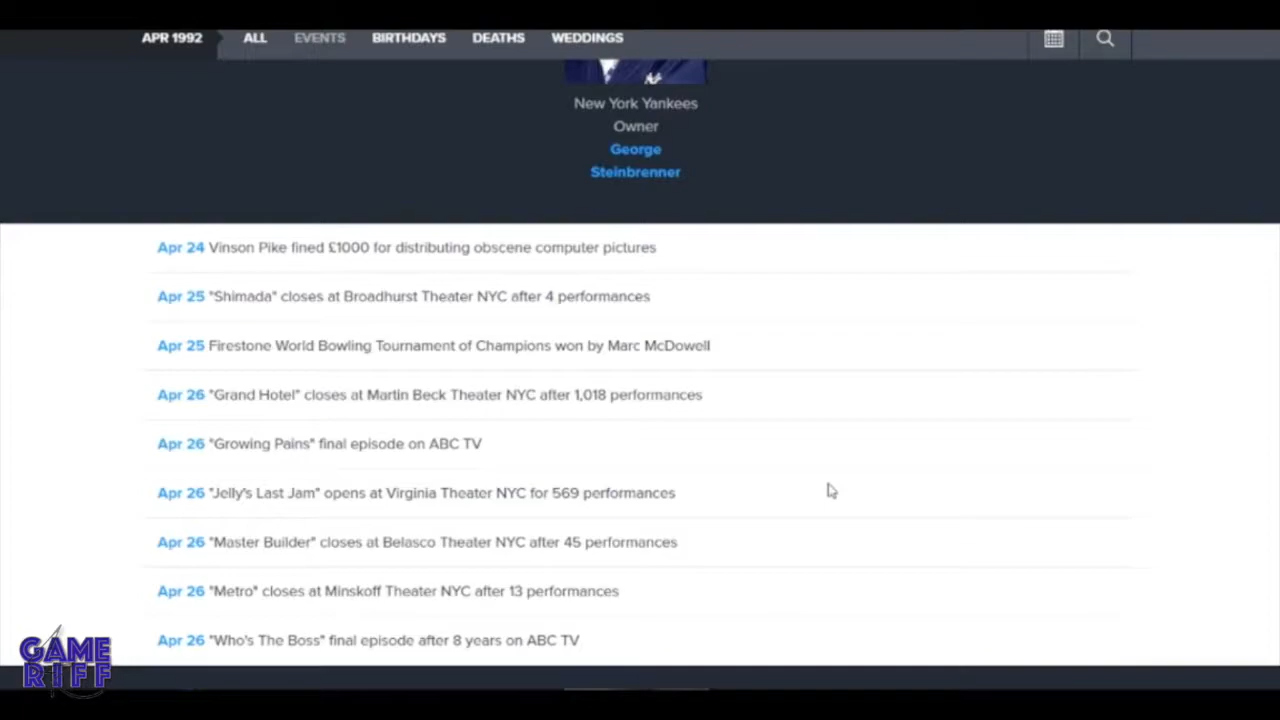 APR 1992 ALL EVENTS BIRTHDAYS DEATHS WEDDINGS
New York Yankees
Owner
George
Steinbrenner
Apr 24 Vinson Pike fined £1000 for distributing obscene computer pictures
Apr 25 "Shimada" closes at Broadhurst Theater NYC after 4 performances
Apr 25 Firestone World Bowling Tournament of Champions won by Marc McDowell
Apr 26 "Grand Hotel" closes at Martin Beck Theater NYC after 1,018 performances
Apr 26 "Growing Pains" final episode on ABC TV
Apr 26 "Jelly's Last Jam" opens at Virginia Theater NYC for 569 performances
Apr 26 "Master Builder" closes at Belasco Theater NYC after 45 performances
Apr 26 "Metro" closes at Minskoff Theater NYC after 13 performances
Apr 26 "Who's The Boss" final episode after 8 years on ABC TV
GAME
RIFF